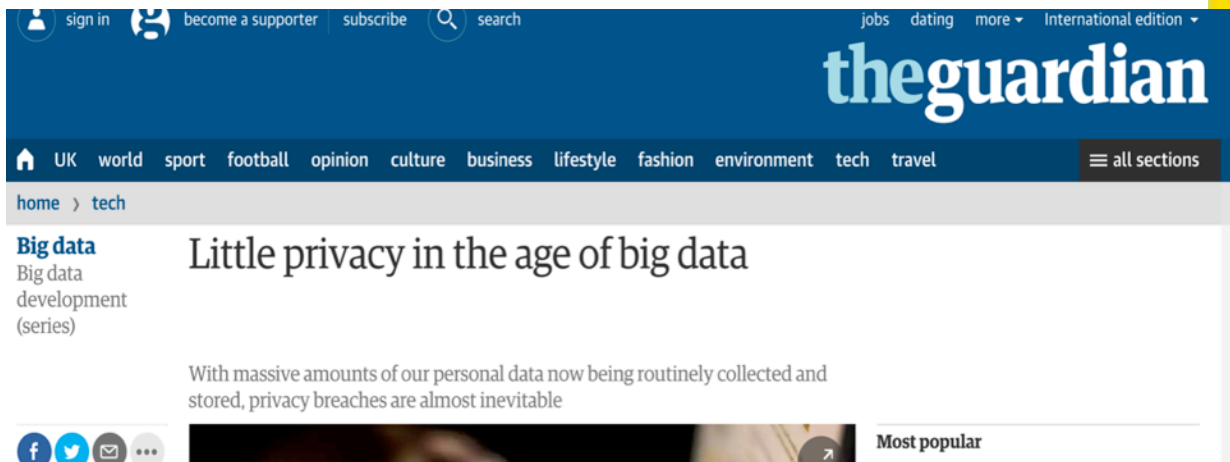 sign in become a supporter subscribe search jobs dating more International edition
theguardian
UK world sport football opinion culture business lifestyle fashion environment tech travel all sections
home › tech
Big data
Big data
development
(series)
Little privacy in the age of big data
With massive amounts of our personal data now being routinely collected and
stored, privacy breaches are almost inevitable
Most popular